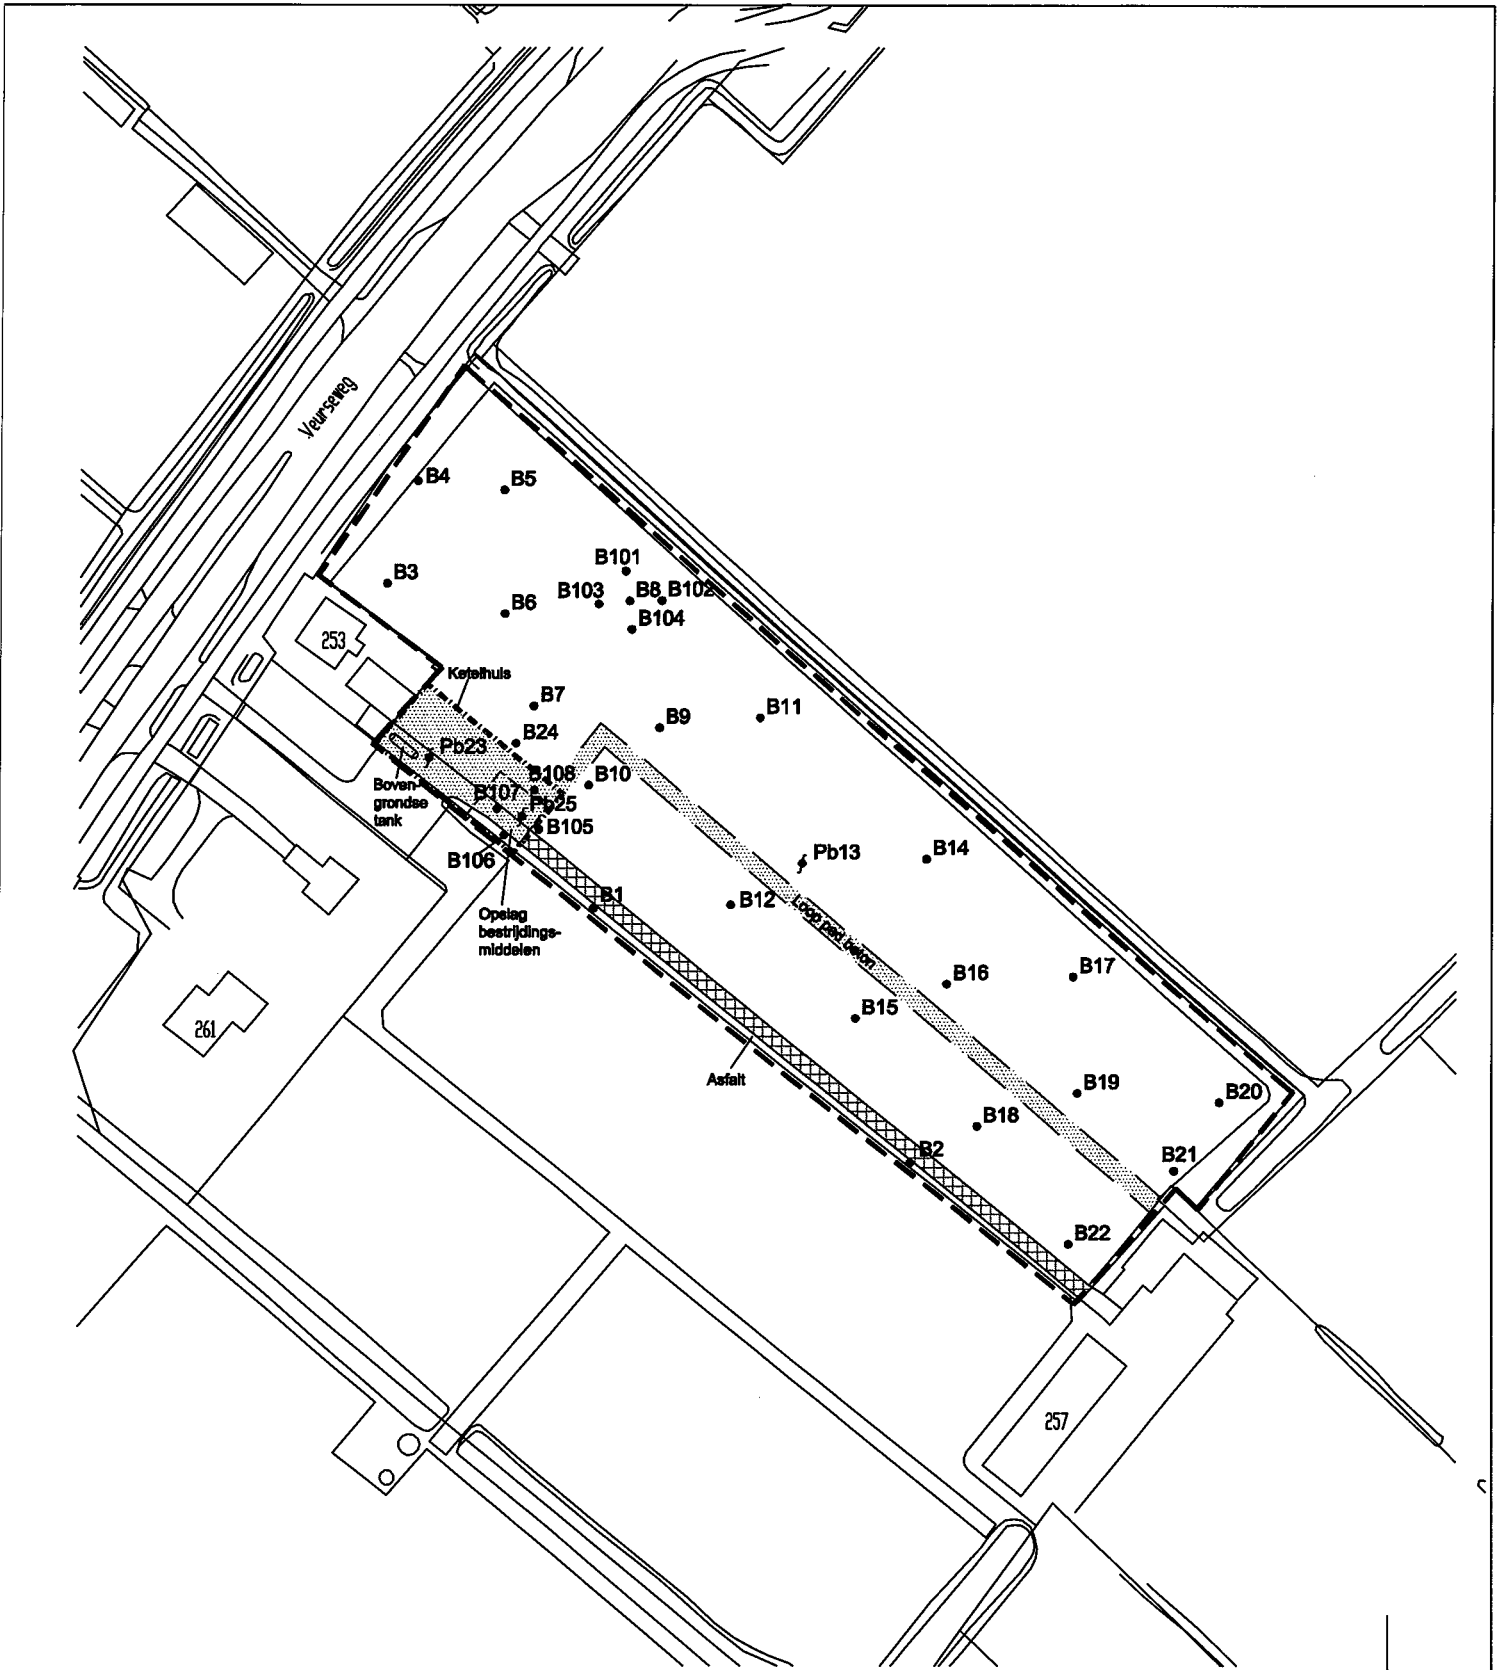 Veurseweg
B4
B5
B101
B3
B103
B8
B102
B6
B104
253
Ketelhuis
B7
B11
B9
B24
Pb23
B108
B10
Boven-
grondse
tank
B107
Pb25
B105
B106
Pb13
B14
B1
B12
Loop pad beton
Opslag
bestrijdings-
middelen
B16
B17
B15
261
Asfalt
B19
B20
B18
B2
B21
B22
257